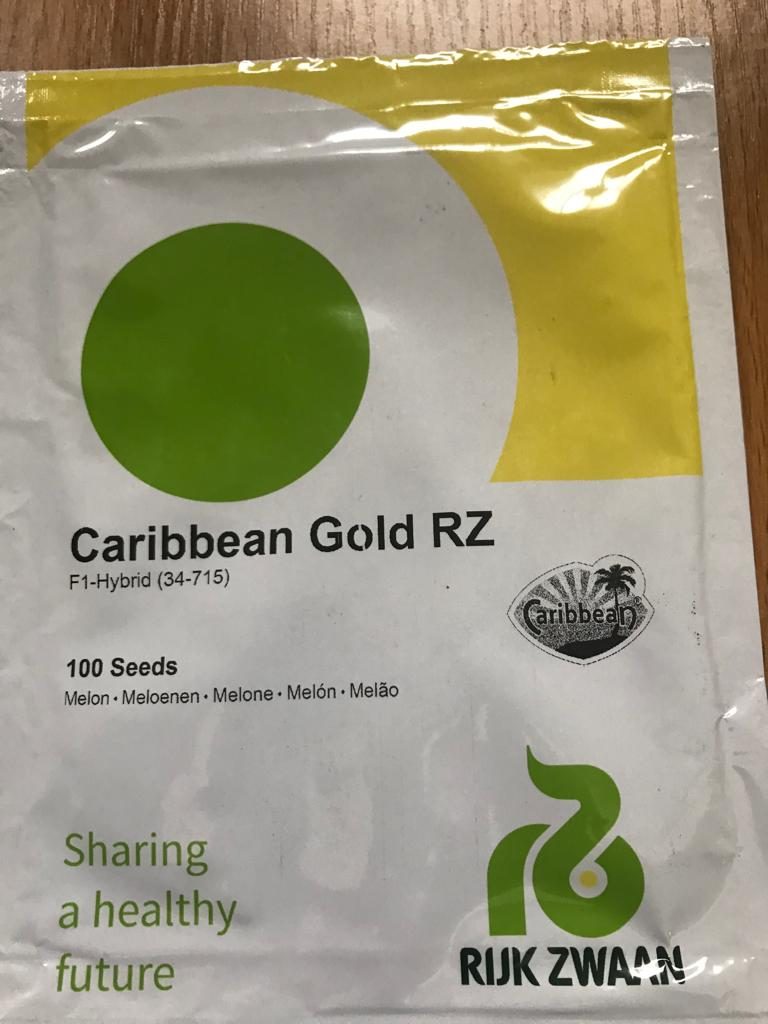 Caribbean Gold RZ
F1-Hybrid (34-715)
Caribbean
100 Seeds
Melon • Meloenen • Melone • Melón • Melão
Sharing
a healthy
future
RIJK ZWAAN